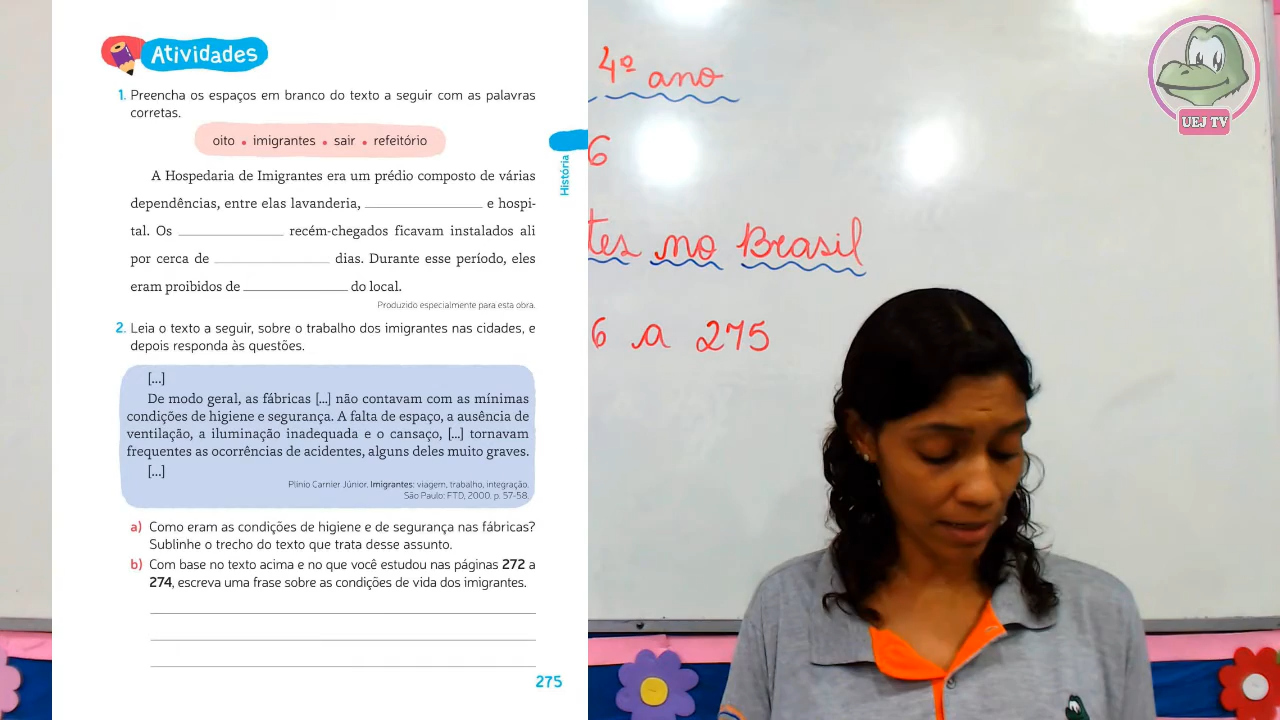 Atividades
1. Preencha os espaços em branco do texto a seguir com as palavras
corretas.
oito • imigrantes • sair • refeitório
A Hospedaria de Imigrantes era um prédio composto de várias
dependências, entre elas lavanderia, ____________ e hospi-
tal. Os ____________ recém-chegados ficavam instalados ali
por cerca de ____________ dias. Durante esse período, eles
eram proibidos de ____________ do local.
Produzido especialmente para esta obra.
2. Leia o texto a seguir, sobre o trabalho dos imigrantes nas cidades, e
depois responda às questões.
[...]
De modo geral, as fábricas [...] não contavam com as mínimas
condições de higiene e segurança. A falta de espaço, a ausência de
ventilação, a iluminação inadequada e o cansaço, [...] tornavam
frequentes as ocorrências de acidentes, alguns deles muito graves.
[...]
Plinio Carnier Júnior. Imigrantes: viagem, trabalho, integração.
São Paulo: FTD, 2000. p. 57-58.
a) Como eram as condições de higiene e de segurança nas fábricas?
Sublinhe o trecho do texto que trata desse assunto.
b) Com base no texto acima e no que você estudou nas páginas 272 a
274, escreva uma frase sobre as condições de vida dos imigrantes.
275
História
4º ano
6
tes no Brasil
6 a 275
UEJ TV